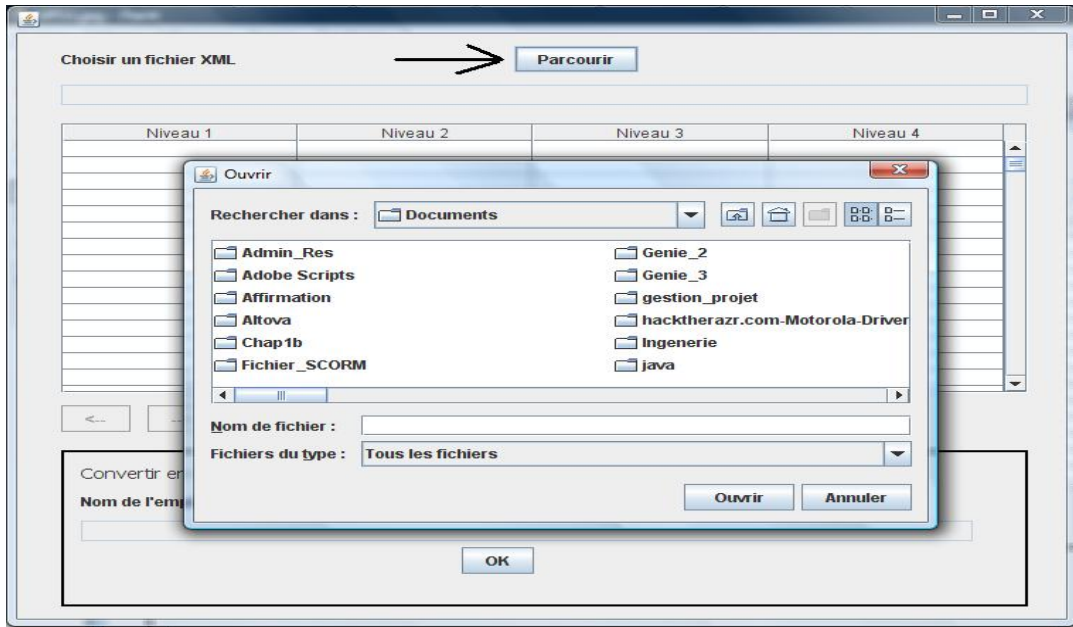 Choisir un fichier XML
Parcourir
Niveau 1 Niveau 2 Niveau 3 Niveau 4
Ouvrir
Rechercher dans : Documents
Admin_Res
Adobe Scripts
Affirmation
Altova
Chap1b
Fichier_SCORM
Genie_2
Genie_3
gestion_projet
hacktherazr.com-Motorola-Driver
Ingenerie
java
<--
Nom de fichier :
Fichiers du type : Tous les fichiers
Ouvrir Annuler
Convertir en
Nom de l'emp
OK